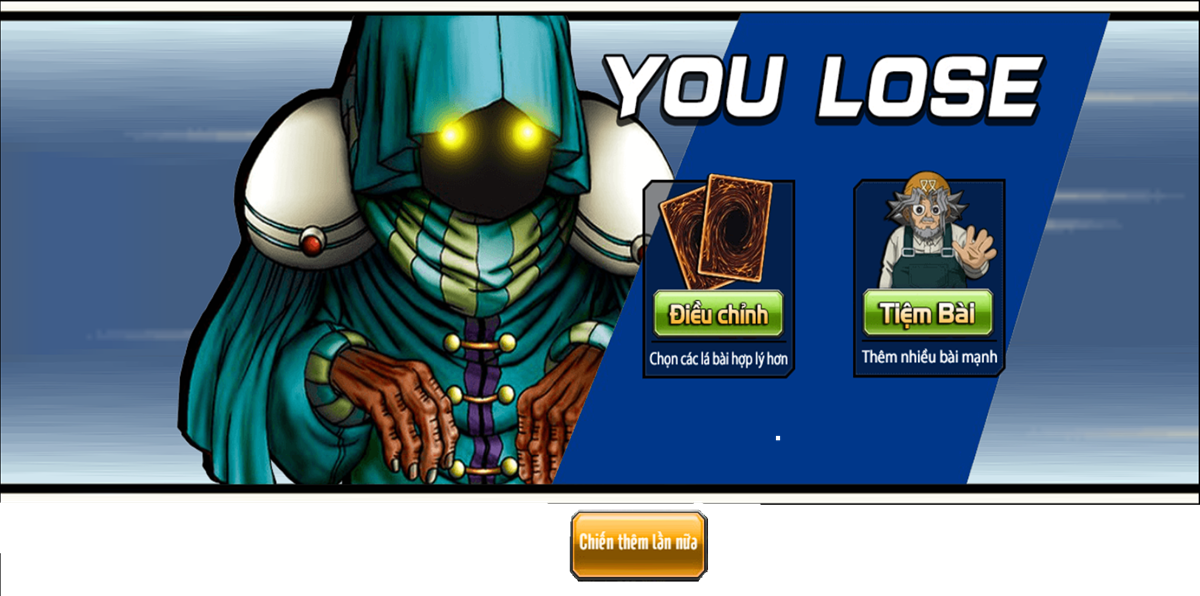 YOU LOSE
Điều chỉnh
Chọn các lá bài hợp lý hơn
Tiệm Bài
Thêm nhiều bài mạnh
Chiến thêm lần nữa